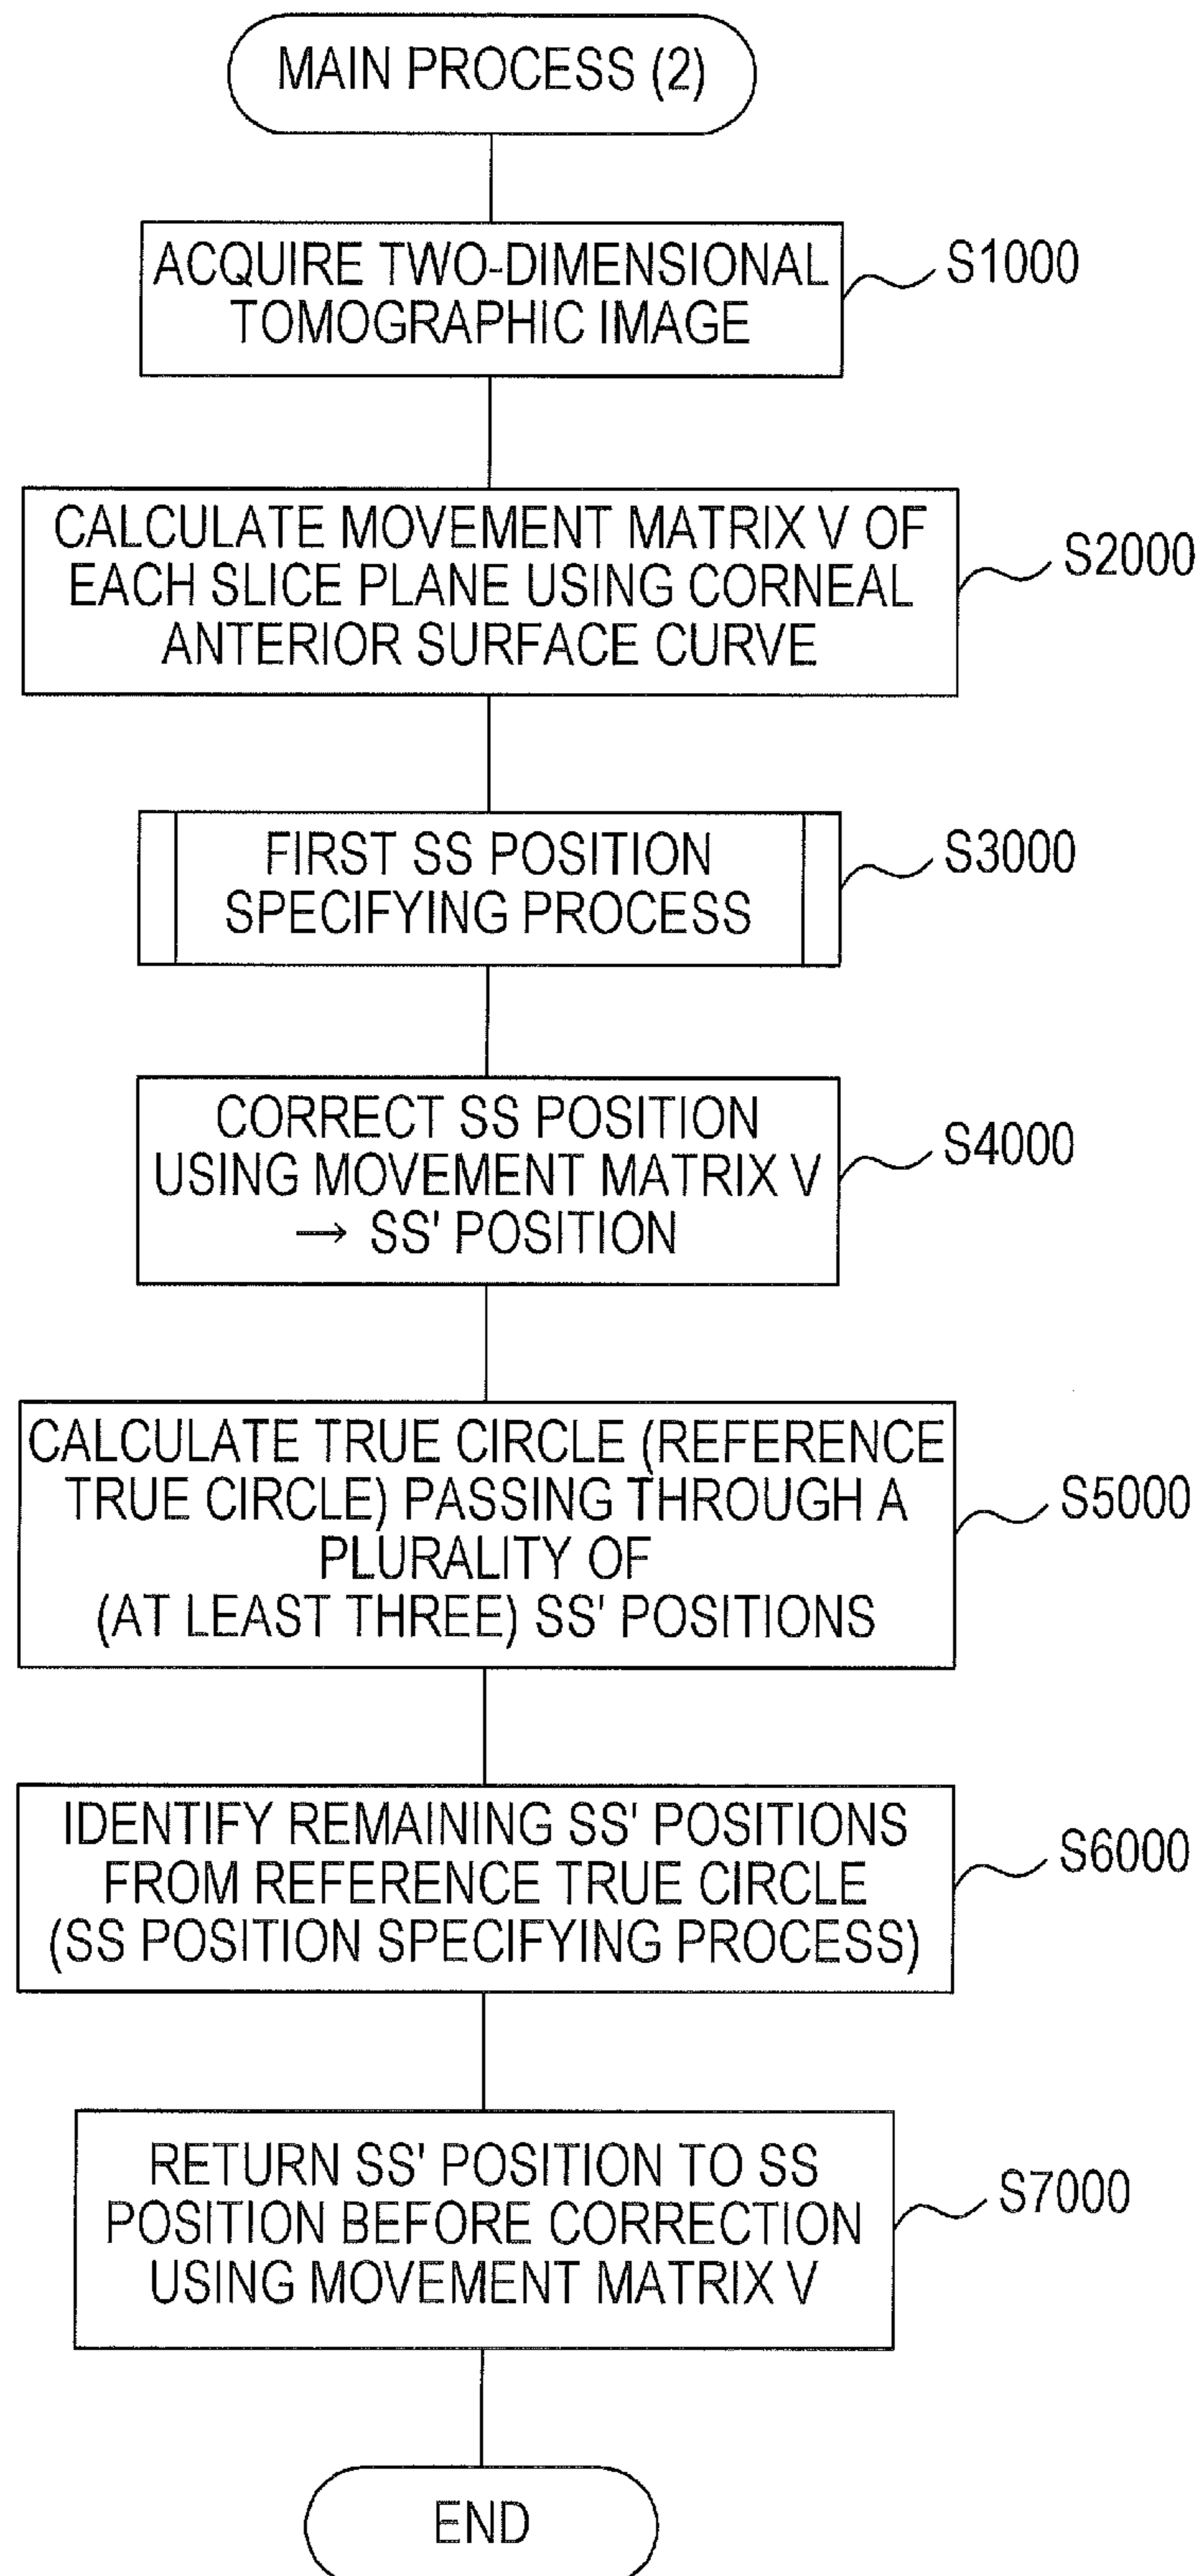 MAIN PROCESS (2)
ACQUIRE TWO-DIMENSIONAL
TOMOGRAPHIC IMAGE
S1000
CALCULATE MOVEMENT MATRIX V OF
EACH SLICE PLANE USING CORNEAL
ANTERIOR SURFACE CURVE
S2000
FIRST SS POSITION
SPECIFYING PROCESS
S3000
CORRECT SS POSITION
USING MOVEMENT MATRIX V
→ SS' POSITION
S4000
CALCULATE TRUE CIRCLE (REFERENCE
TRUE CIRCLE) PASSING THROUGH A
PLURALITY OF
(AT LEAST THREE) SS' POSITIONS
S5000
IDENTIFY REMAINING SS' POSITIONS
FROM REFERENCE TRUE CIRCLE
(SS POSITION SPECIFYING PROCESS)
S6000
RETURN SS' POSITION TO SS
POSITION BEFORE CORRECTION
USING MOVEMENT MATRIX V
S7000
END